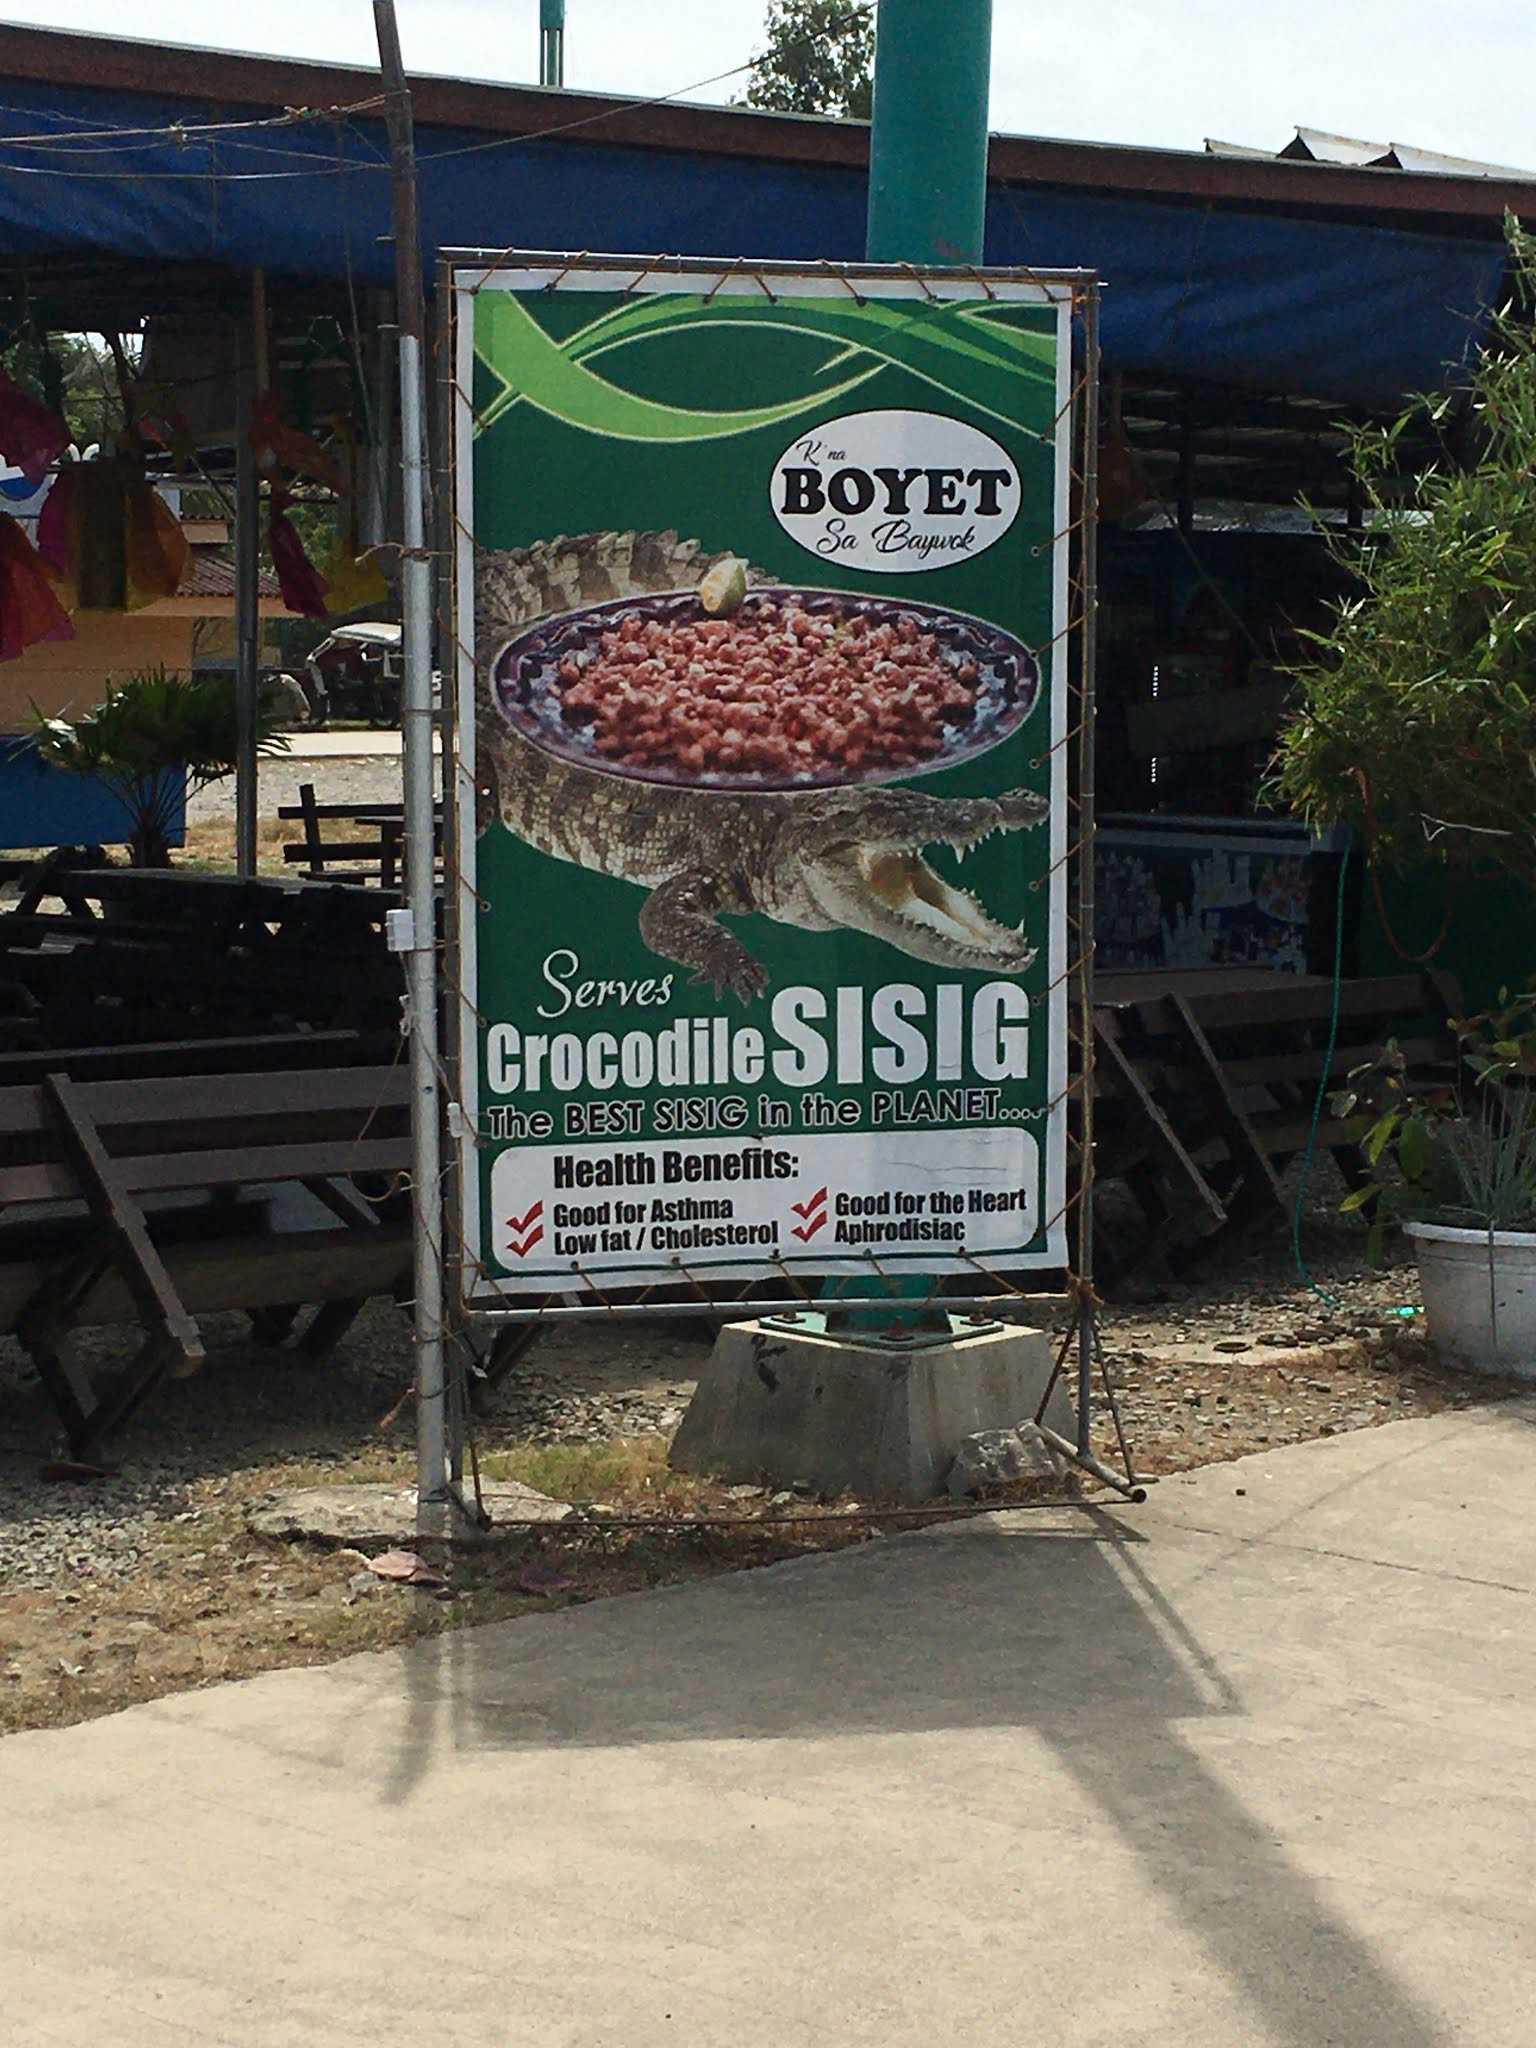 K'na
BOYET
Sa Baywok
Serves
Crocodile SISIG
The BEST SISIG in the PLANET....
Health Benefits:
Good for Asthma
Low fat / Cholesterol
Good for the Heart
Aphrodisiac